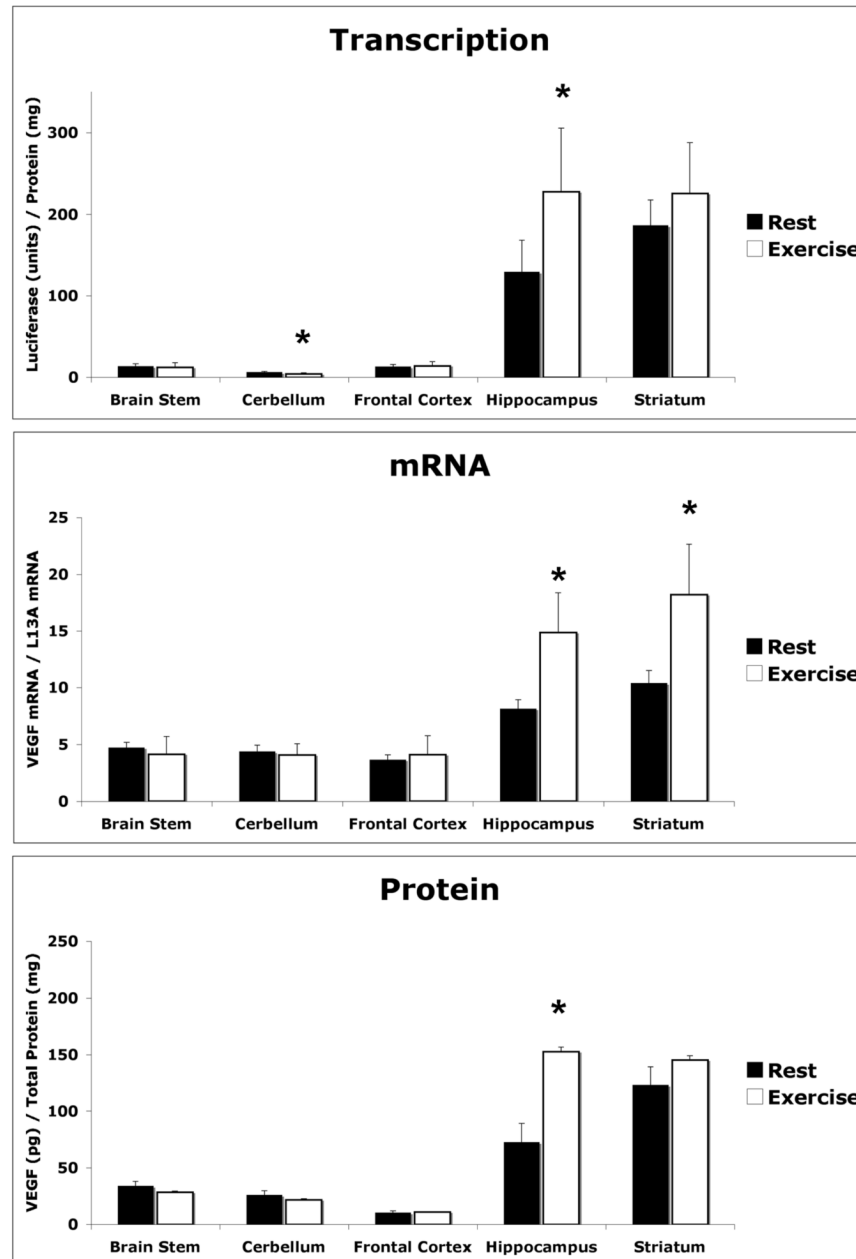 Transcription
Luciferase (units) / Protein (mg)
*
*
300
200
100
0
Brain Stem Cerbellum Frontal Cortex Hippocampus Striatum
Rest
Exercise
mRNA
VEGF mRNA / L13A mRNA
*
*
25
20
15
10
5
0
Brain Stem Cerbellum Frontal Cortex Hippocampus Striatum
Rest
Exercise
Protein
VEGF (pg) / Total Protein (mg)
*
250
200
150
100
50
0
Brain Stem Cerbellum Frontal Cortex Hippocampus Striatum
Rest
Exercise